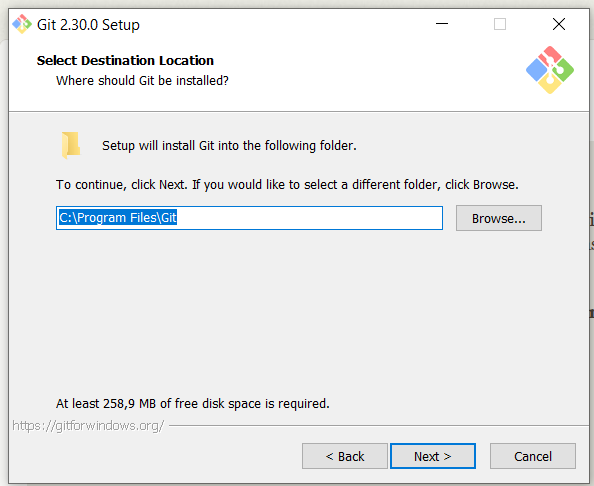 Git 2.30.0 Setup
Select Destination Location
Where should Git be installed?
Setup will install Git into the following folder.
To continue, click Next. If you would like to select a different folder, click Browse.
C:\Program Files\Git
Browse...
At least 258,9 MB of free disk space is required.
https://gitforwindows.org/
< Back
Next >
Cancel